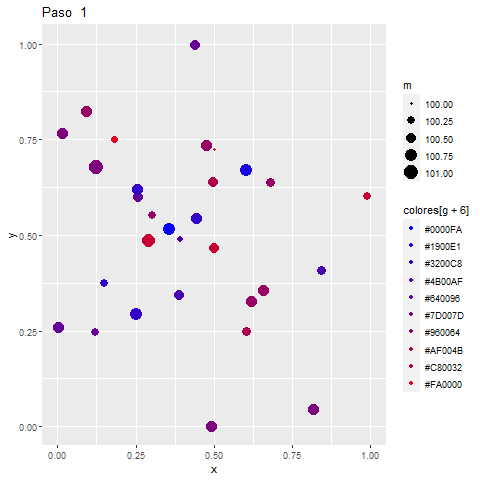 Paso 1
1.00
0.75
0.50
0.25
0.00
y
0.00 0.25 0.50 0.75 1.00
x
m
100.00
100.25
100.50
100.75
101.00
colores[g + 6]
#0000FA
#1900E1
#3200C8
#4B00AF
#640096
#7D007D
#960064
#AF004B
#C80032
#FA0000